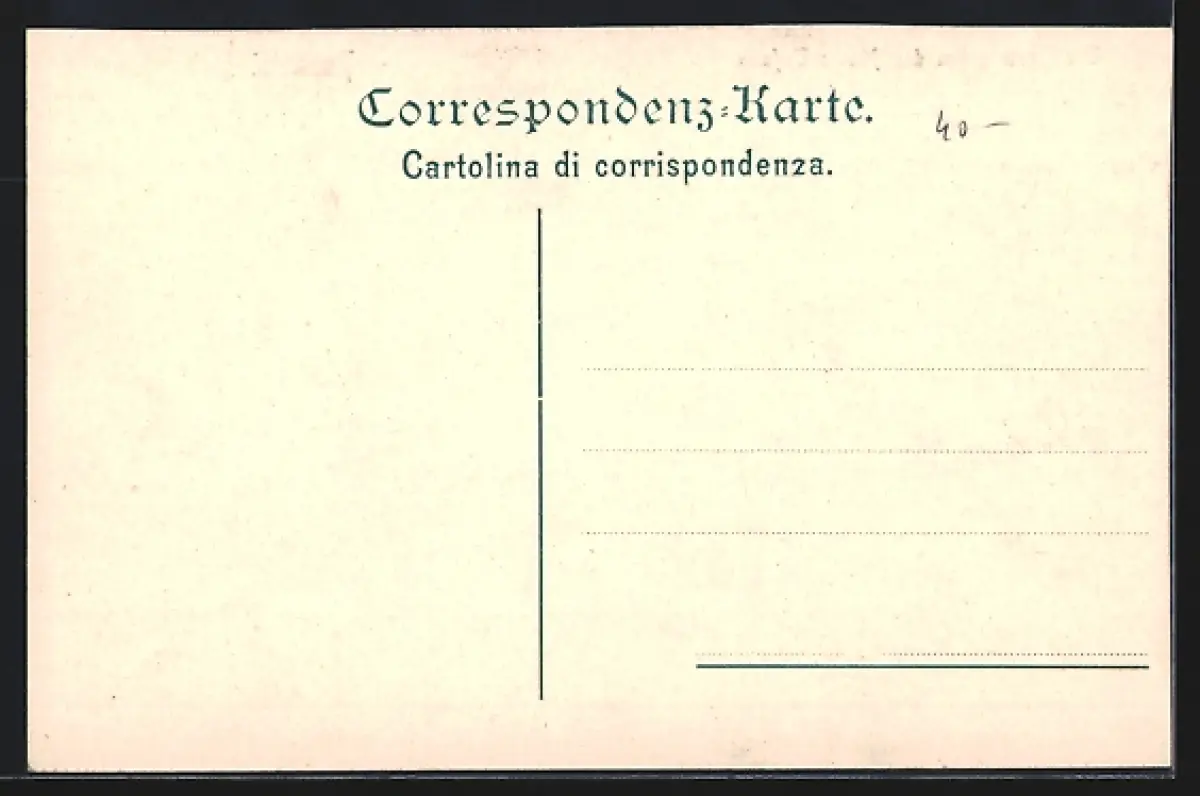 Correspondenz-Karte.
40 -
Cartolina di corrispondenza.